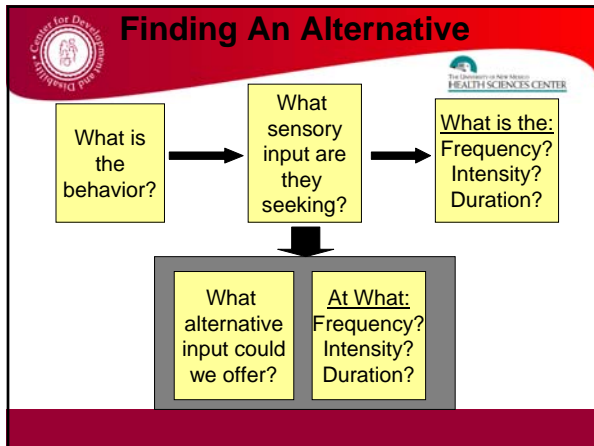 Finding An Alternative
Center for Development and Disability
THE UNIVERSITY OF NEW MEXICO
HEALTH SCIENCES CENTER
What is
the
behavior?
What
sensory
input are
they
seeking?
What is the:
Frequency?
Intensity?
Duration?
What
alternative
input could
we offer?
At What:
Frequency?
Intensity?
Duration?